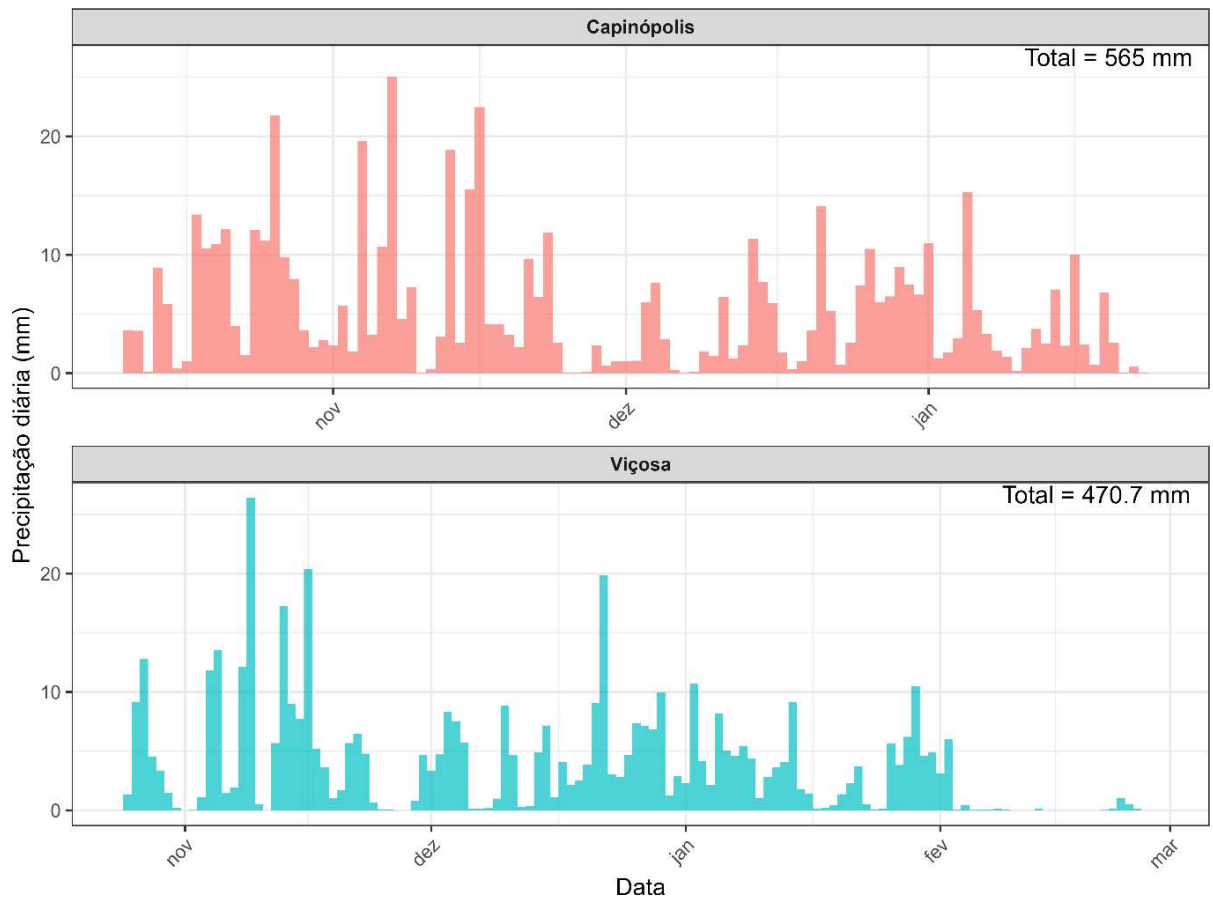 Capinópolis
Total = 565 mm
20
10
0
nov
dez
jan
Precipitação diária (mm)
Viçosa
Total = 470.7 mm
20
10
0
nov
dez
jan
fev
mar
Data